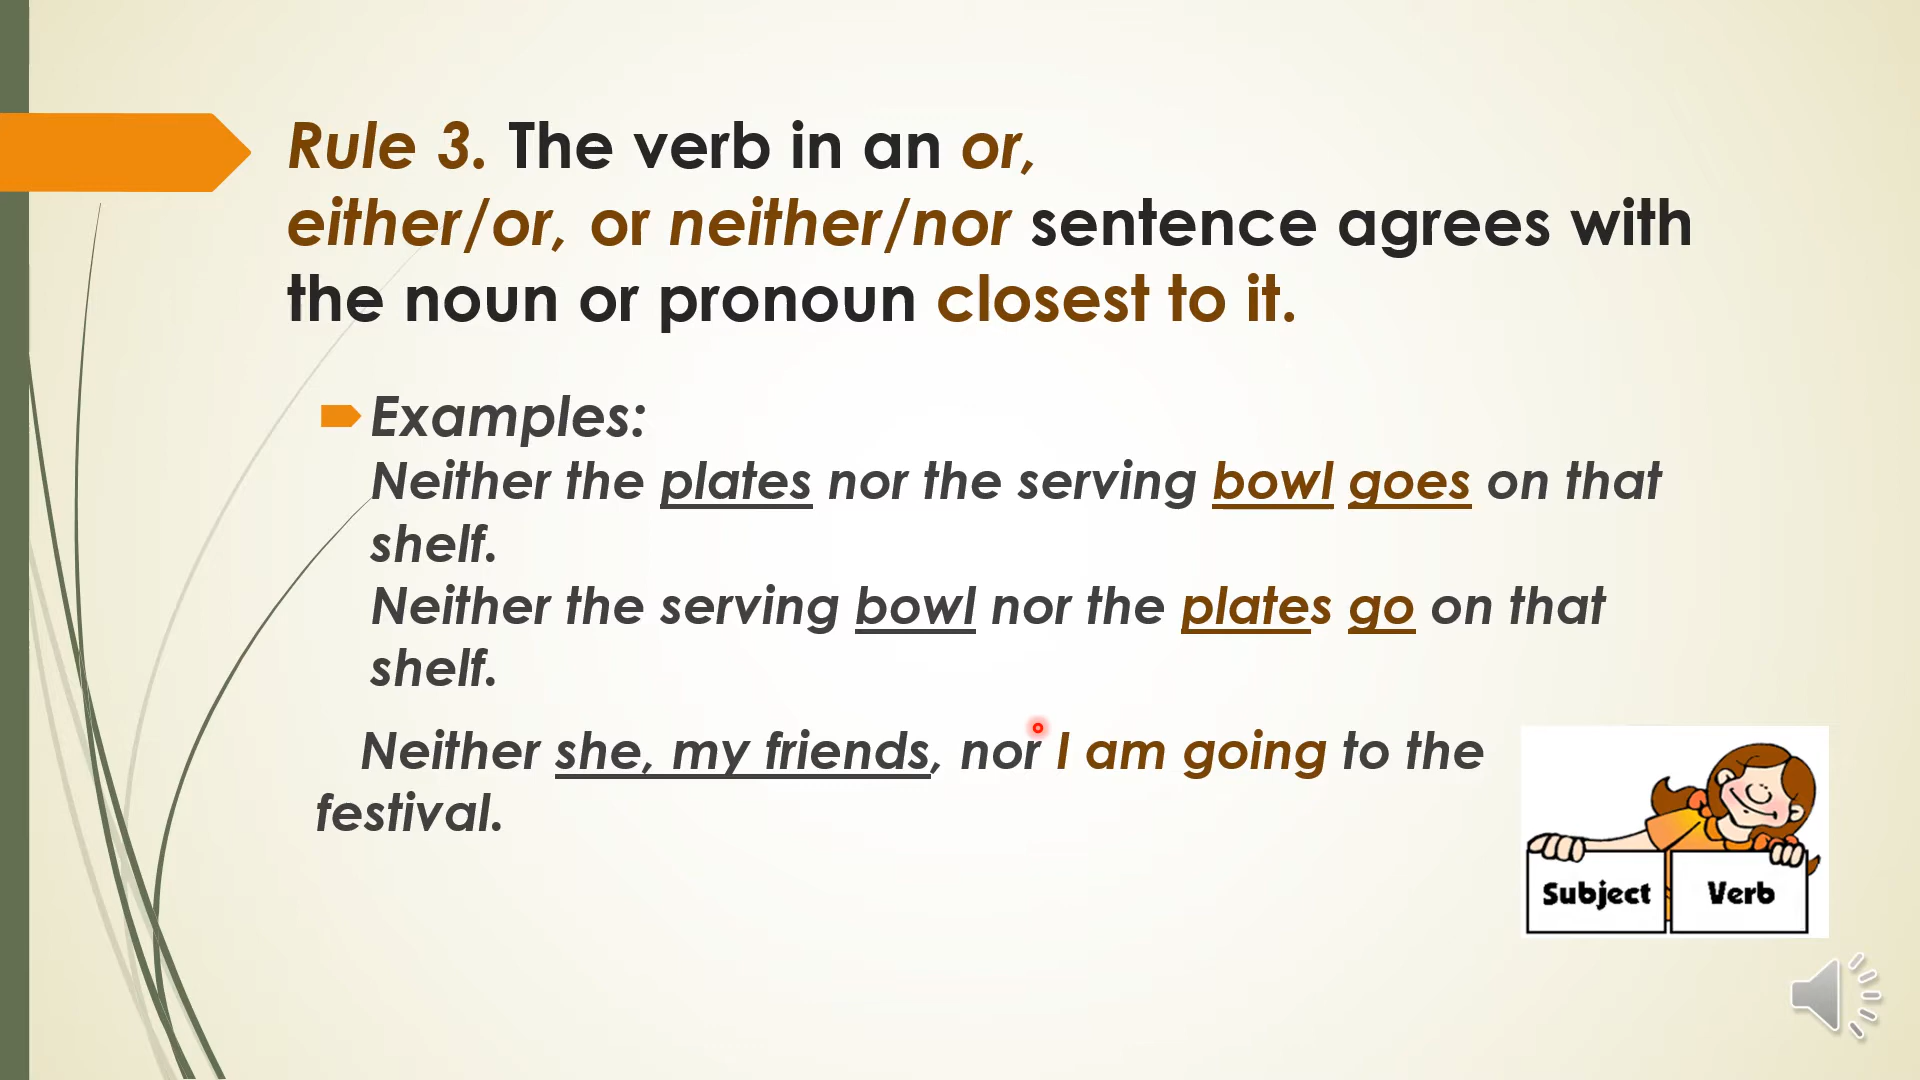 Rule 3. The verb in an or,
either/or, or neither/nor sentence agrees with
the noun or pronoun closest to it.
Examples:
Neither the plates nor the serving bowl goes on that
shelf.
Neither the serving bowl nor the plates go on that
shelf.
Neither she, my friends, nor I am going to the
festival.
Subject Verb